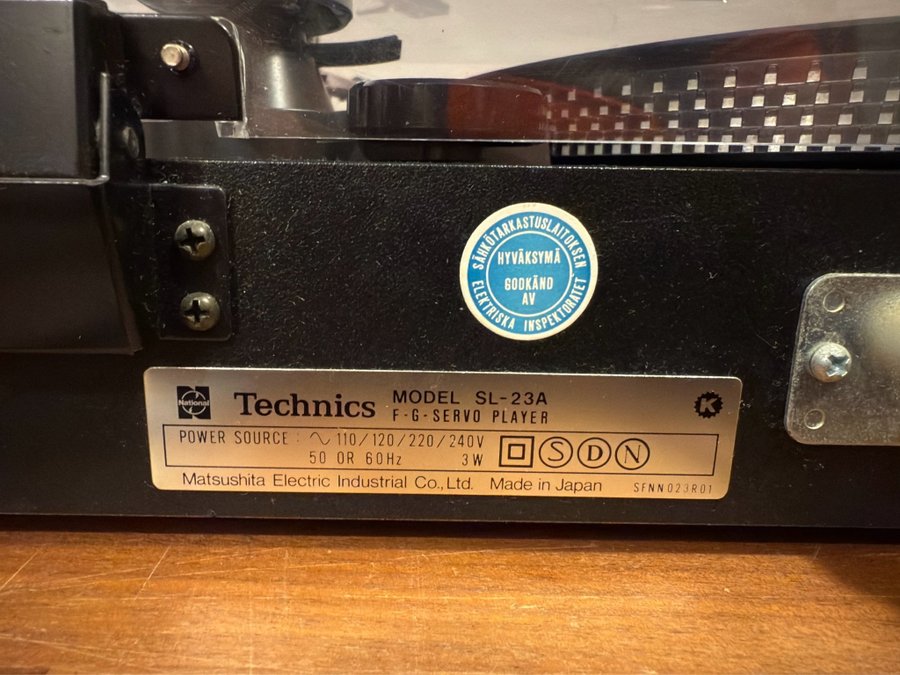 SÄHKÖTARKASTUSLAITOKSEN
HYVÄKSYMÄ
GODKÄND
AV
ELEKTRISKA INSPEKTORATET
National
Technics
MODEL SL-23A
F-G-SERVO PLAYER
K
POWER SOURCE : ∿ 110/120/220/240V
50 OR 60Hz 3W
S D N
Matsushita Electric Industrial Co., Ltd. Made in Japan
SFNN023R01